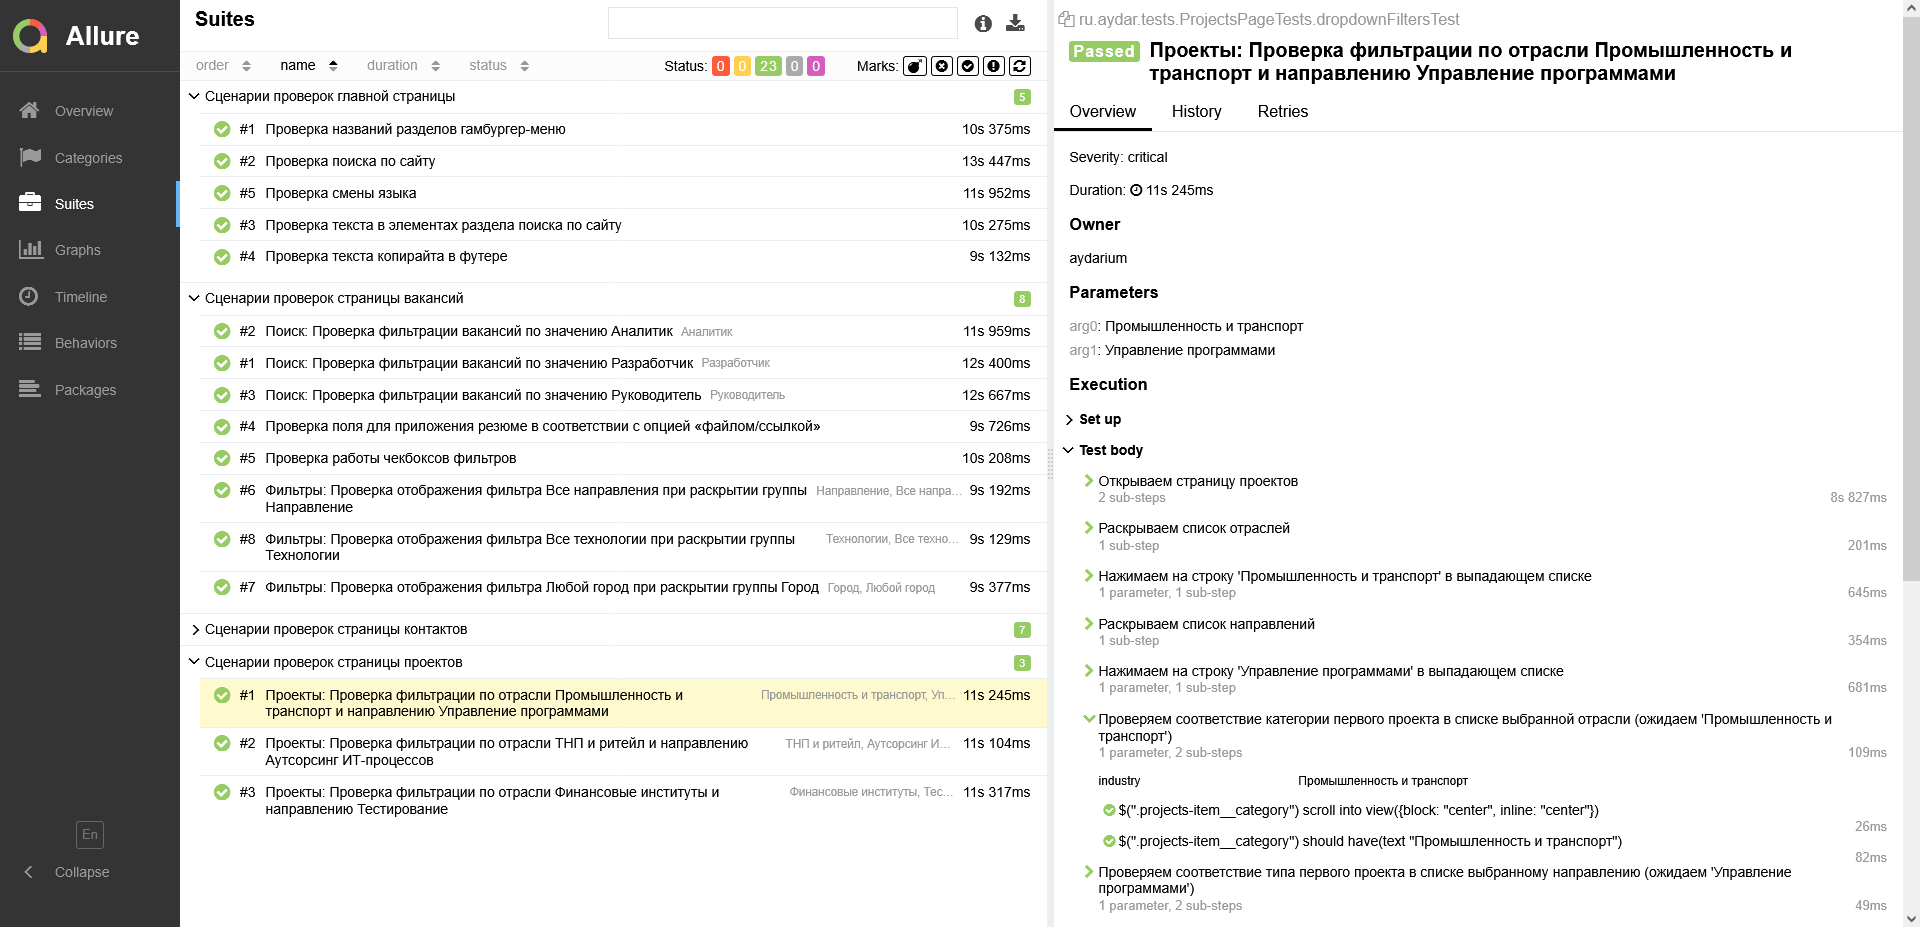 Allure
Overview
Categories
Suites
Graphs
Timeline
Behaviors
Packages
En
Collapse
Suites
order name duration status Status: 0 0 23 0 0 Marks:
Сценарии проверок главной страницы 5
#1 Проверка названий разделов гамбургер-меню 10s 375ms
#2 Проверка поиска по сайту 13s 447ms
#5 Проверка смены языка 11s 952ms
#3 Проверка текста в элементах раздела поиска по сайту 10s 275ms
#4 Проверка текста копирайта в футере 9s 132ms
Сценарии проверок страницы вакансий 8
#2 Поиск: Проверка фильтрации вакансий по значению Аналитик Аналитик 11s 959ms
#1 Поиск: Проверка фильтрации вакансий по значению Разработчик Разработчик 12s 400ms
#3 Поиск: Проверка фильтрации вакансий по значению Руководитель Руководитель 12s 667ms
#4 Проверка поля для приложения резюме в соответствии с опцией «файлом/ссылкой» 9s 726ms
#5 Проверка работы чекбоксов фильтров 10s 208ms
#6 Фильтры: Проверка отображения фильтра Все направления при раскрытии группы Направление, Все напра... 9s 192ms
Направление
#8 Фильтры: Проверка отображения фильтра Все технологии при раскрытии группы Технологии, Все техно... 9s 129ms
Технологии
#7 Фильтры: Проверка отображения фильтра Любой город при раскрытии группы Город Город, Любой город 9s 377ms
Сценарии проверок страницы контактов 7
Сценарии проверок страницы проектов 3
#1 Проекты: Проверка фильтрации по отрасли Промышленность и Промышленность и транспорт, Уп... 11s 245ms
транспорт и направлению Управление программами
#2 Проекты: Проверка фильтрации по отрасли ТНП и ритейл и направлению ТНП и ритейл, Аутсорсинг И... 11s 104ms
Аутсорсинг ИТ-процессов
#3 Проекты: Проверка фильтрации по отрасли Финансовые институты и Финансовые институты, Тес... 11s 317ms
направлению Тестирование
ru.aydar.tests.ProjectsPageTests.dropdownFiltersTest
Passed Проекты: Проверка фильтрации по отрасли Промышленность и
транспорт и направлению Управление программами
Overview History Retries
Severity: critical
Duration: 11s 245ms
Owner
aydarium
Parameters
arg0: Промышленность и транспорт
arg1: Управление программами
Execution
Set up
Test body
Открываем страницу проектов
2 sub-steps 8s 827ms
Раскрываем список отраслей
1 sub-step 201ms
Нажимаем на строку 'Промышленность и транспорт' в выпадающем списке
1 parameter, 1 sub-step 645ms
Раскрываем список направлений
1 sub-step 354ms
Нажимаем на строку 'Управление программами' в выпадающем списке
1 parameter, 1 sub-step 681ms
Проверяем соответствие категории первого проекта в списке выбранной отрасли (ожидаем 'Промышленность и
транспорт')
1 parameter, 2 sub-steps 109ms
industry Промышленность и транспорт
$(".projects-item__category") scroll into view({block: "center", inline: "center"})
26ms
$(".projects-item__category") should have(text "Промышленность и транспорт")
82ms
Проверяем соответствие типа первого проекта в списке выбранному направлению (ожидаем 'Управление
программами')
1 parameter, 2 sub-steps 49ms